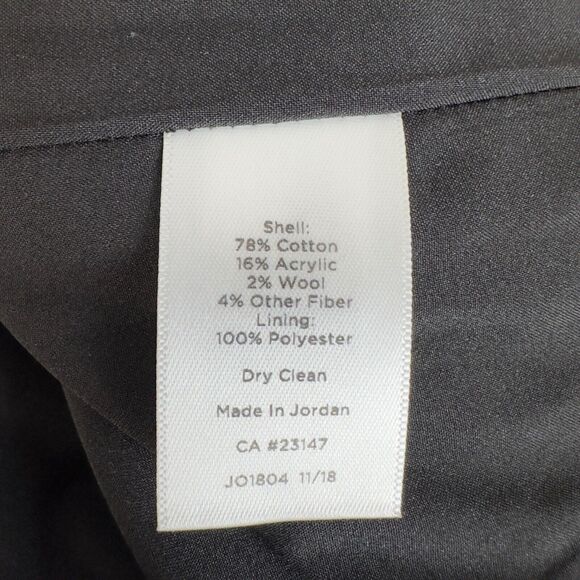 Shell:
78% Cotton
16% Acrylic
2% Wool
4% Other Fiber
Lining:
100% Polyester
Dry Clean
Made In Jordan
CA #23147
JO1804 11/18